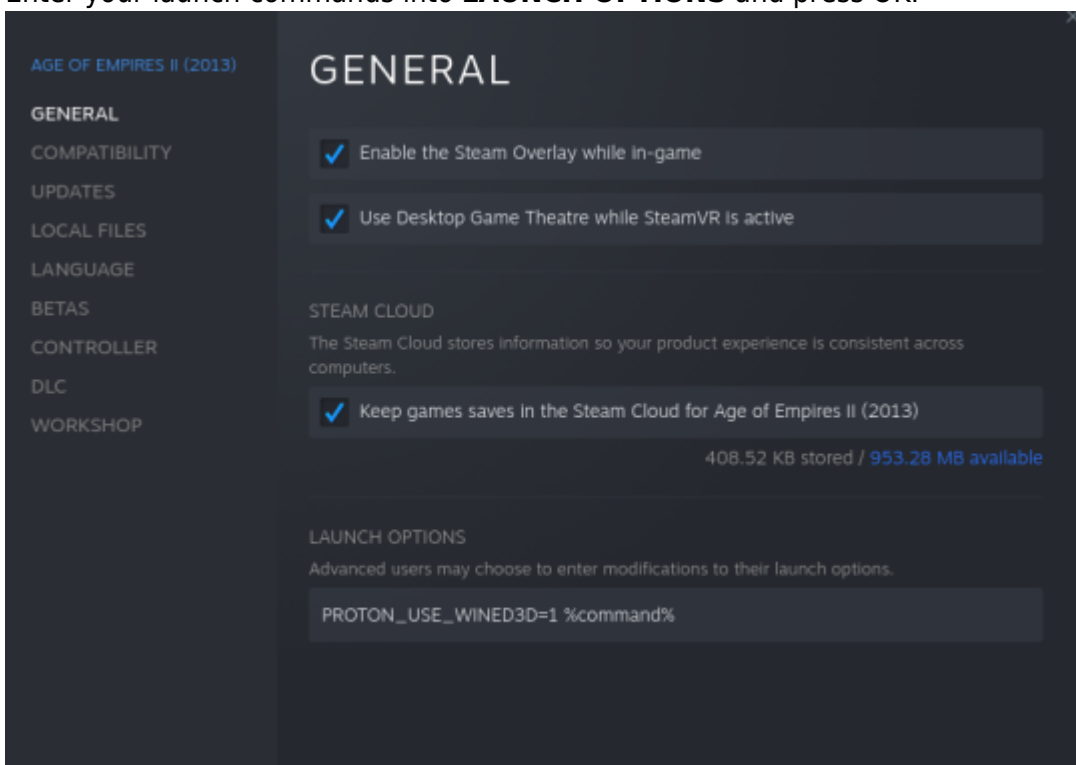 Enter your launch commands into LAUNCH OPTIONS and press OK.
AGE OF EMPIRES II (2013)
GENERAL
COMPATIBILITY
UPDATES
LOCAL FILES
LANGUAGE
BETAS
CONTROLLER
DLC
WORKSHOP
GENERAL
Enable the Steam Overlay while in-game
Use Desktop Game Theatre while SteamVR is active
STEAM CLOUD
The Steam Cloud stores information so your product experience is consistent across
computers.
Keep games saves in the Steam Cloud for Age of Empires II (2013)
408.52 KB stored / 953.28 MB available
LAUNCH OPTIONS
Advanced users may choose to enter modifications to their launch options.
PROTON_USE_WINED3D=1 %command%